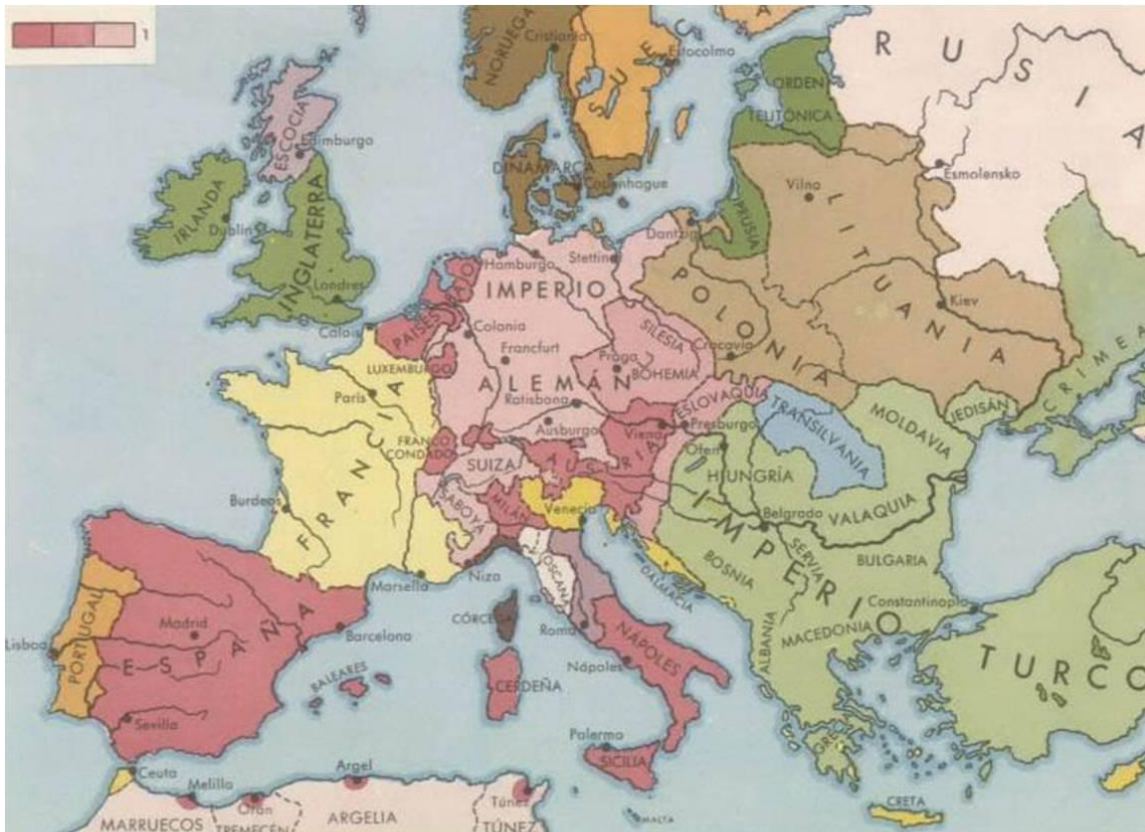 1
NORUEGA
Cristiania
SUECIA
Estocolmo
RUSIA
ORDEN
TEUTÓNICA
ESCOCIA
Edimburgo
DINAMARCA
Copenhague
Esmolensko
Vilna
LITUANIA
IRLANDA
Dublín
INGLATERRA
Londres
PRUSIA
Dantzig
Hamburgo
Stettin
IMPERIO
ALEMÁN
PAISES BAJO
Calais
Colonia
Francfurt
SILESIA
POLONIA
Cracovia
Kiev
LUXEMBURGO
Praga
BOHEMIA
Paris
Ratisbona
ESLOVAQUIA
CRIMEA
FRANCIA
Ausburgo
Viena
Presburgo
TRANSILVANIA
MOLDAVIA
JEDISÁN
FRANCO
CONDADO
AUSTRIA
Ofen
SUIZA
HUNGRÍA
Burdeos
SABOYA
MILÁN
Venecia
IMPERIO
Belgrado
VALAQUIA
TOSCANA
BOSNIA
SERVIA
BULGARIA
Marsella
Niza
DALMACIA
PORTUGAL
Madrid
ESPAÑA
Barcelona
CÓRCEGA
Roma
NÁPOLES
ALBANIA
MACEDONIA
Constantinopla
Lisboa
BALEARES
CERDEÑA
Nápoles
TURCO
Sevilla
Palermo
SICILIA
Ceuta
Melilla
Orán
Argel
Túnez
MALTA
CRETA
MARRUECOS
TREMECÉN
ARGELIA
TÚNEZ